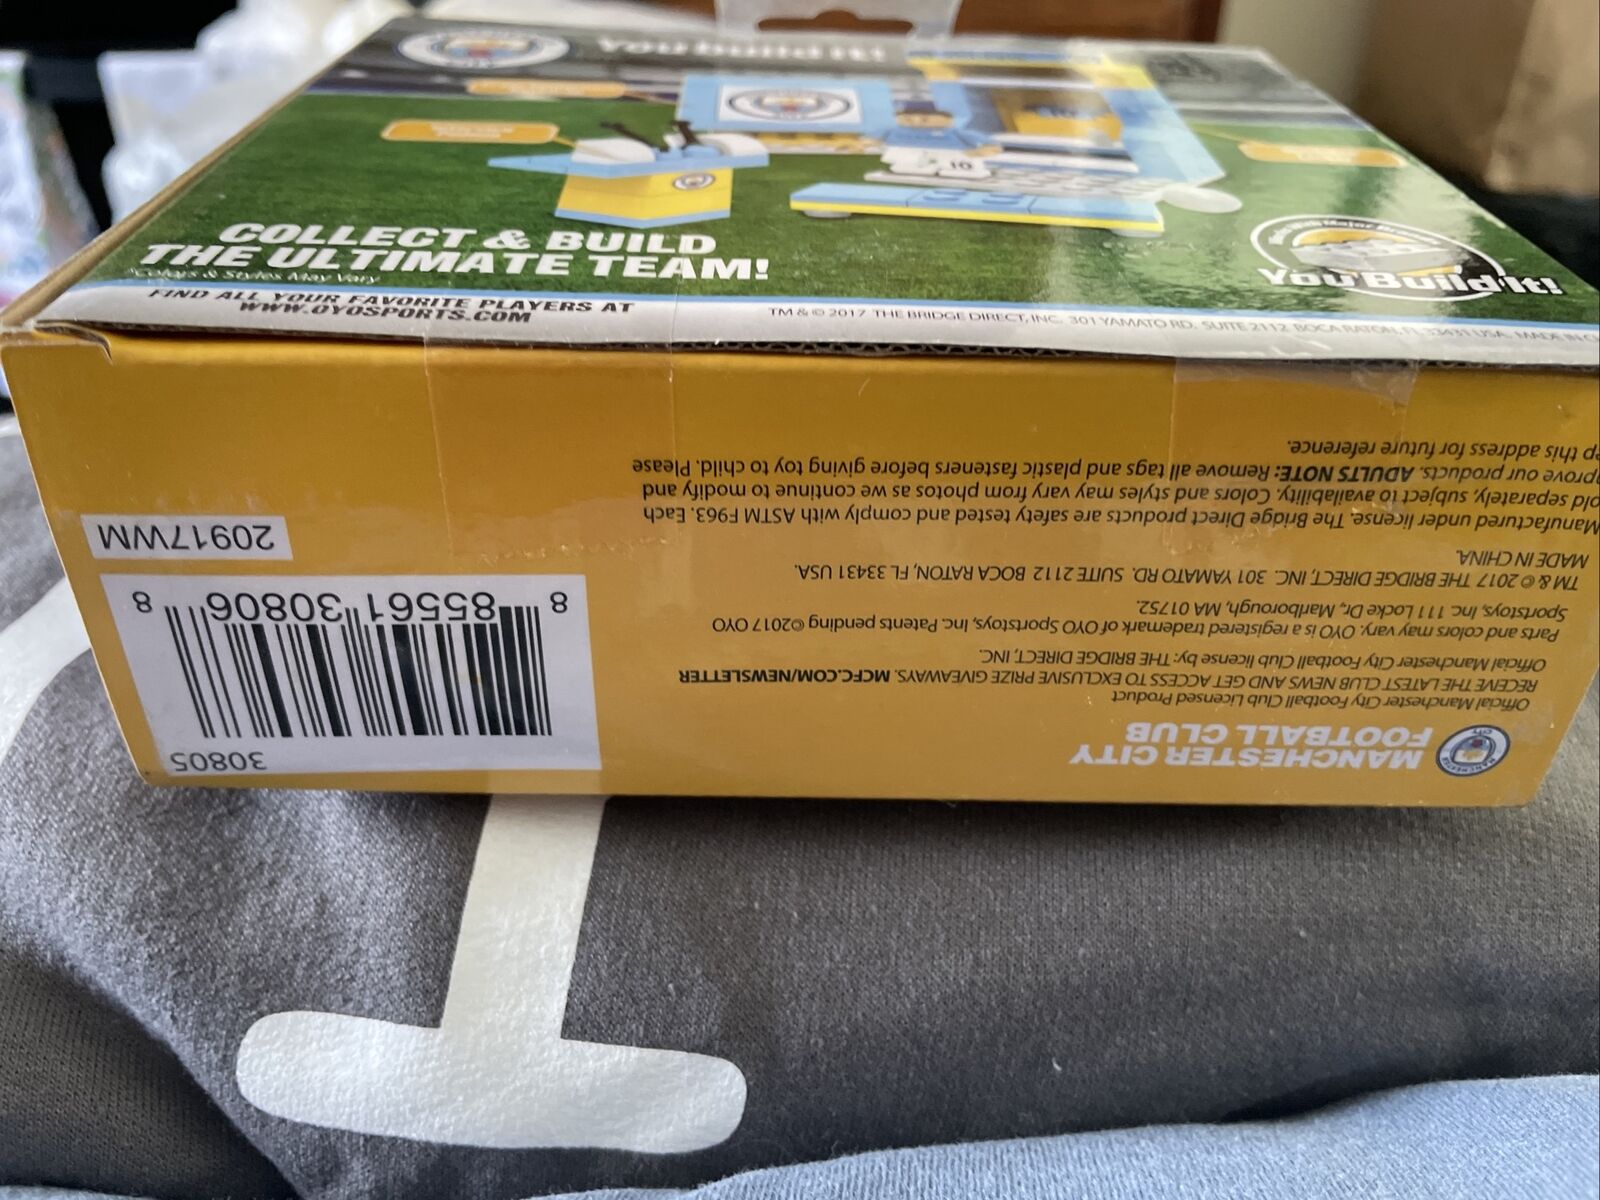 You build it!
10
COLLECT & BUILD
THE ULTIMATE TEAM!
*Colors & Styles May Vary
FIND ALL YOUR FAVORITE PLAYERS AT
WWW.OYOSPORTS.COM
You Build It!
TM & © 2017 THE BRIDGE DIRECT, INC. 301 YAMATO RD. SUITE 2112 BOCA RATON, FL 33431 USA. MADE IN
MANCHESTER CITY
FOOTBALL CLUB
MANCHESTER
CITY
Official Manchester City Football Club Licensed Product
RECEIVE THE LATEST CLUB NEWS AND GET ACCESS TO EXCLUSIVE PRIZE GIVEAWAYS. MCFC.COM/NEWSLETTER
Official Manchester City Football Club license by: THE BRIDGE DIRECT, INC.
Parts and colors may vary. OYO is a registered trademark of OYO Sportstoys, Inc. Patents pending ©2017 OYO
Sportstoys, Inc. 111 Locke Dr., Marlborough, MA 01752.
TM & © 2017 THE BRIDGE DIRECT, INC. 301 YAMATO RD. SUITE 2112 BOCA RATON, FL 33431 USA.
MADE IN CHINA.
Manufactured under license. The Bridge Direct products are safety tested and comply with ASTM F963. Each
old separately, subject to availability. Colors and styles may vary from photos as we continue to modify and
prove our products. ADULTS NOTE: Remove all tags and plastic fasteners before giving toy to child. Please
ep this address for future reference.
30805
8 85561 30806 8
20917WM